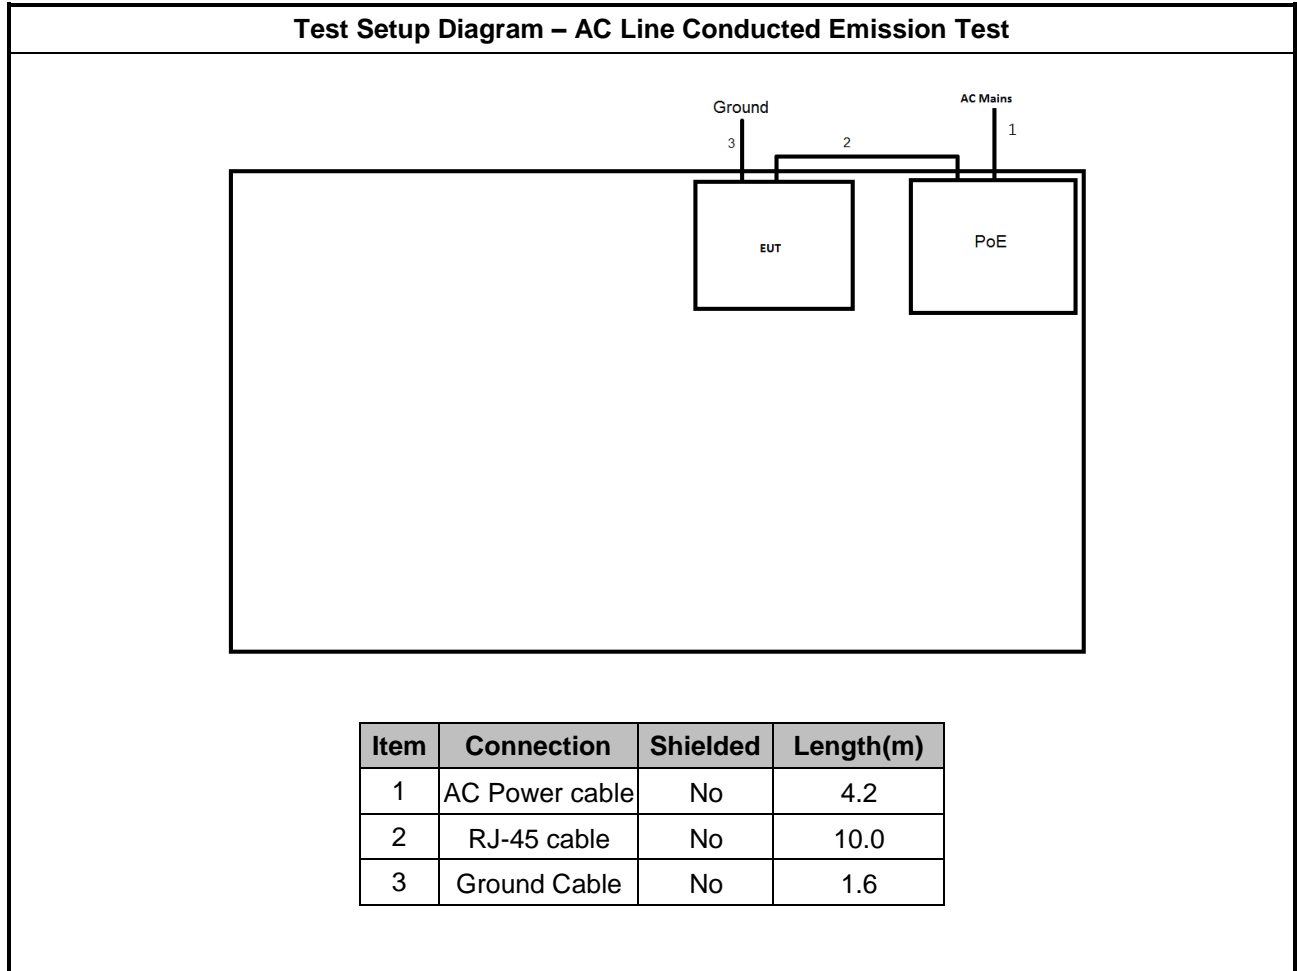 Test Setup Diagram – AC Line Conducted Emission Test
Ground
AC Mains
3
2
1
EUT
PoE
Item Connection Shielded Length(m)
1 AC Power cable No 4.2
2 RJ-45 cable No 10.0
3 Ground Cable No 1.6